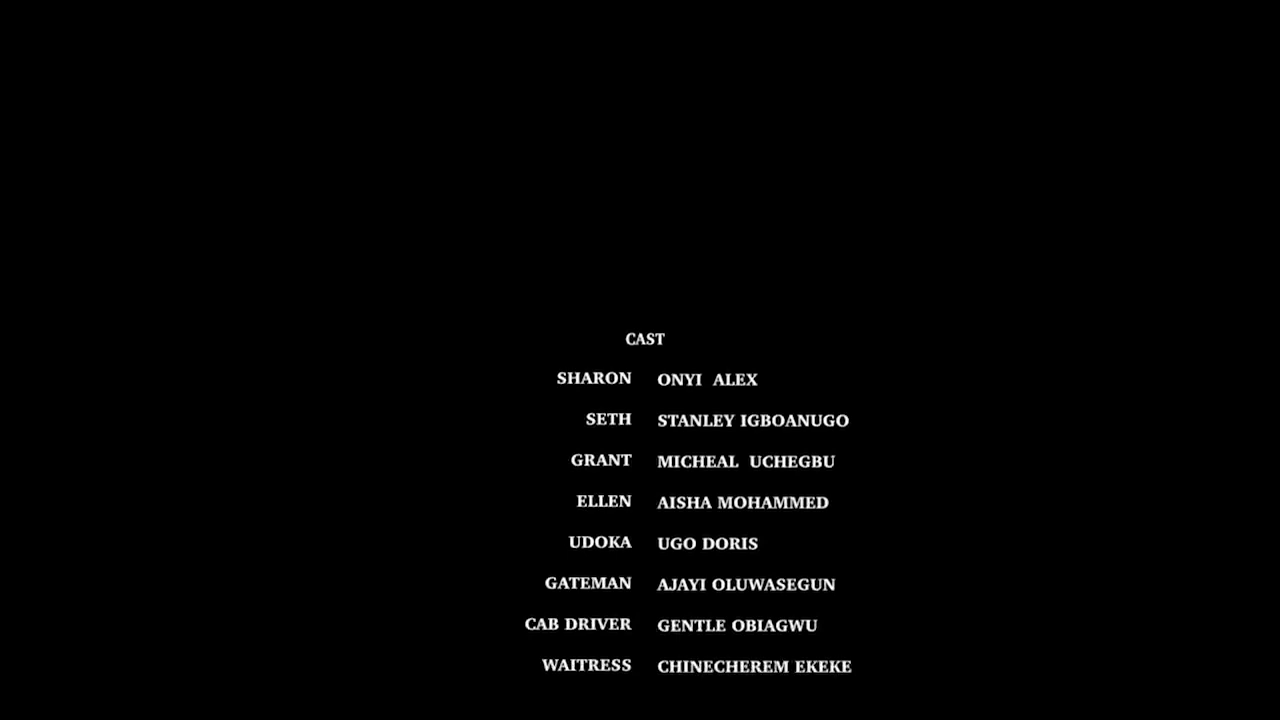 CAST
SHARON ONYI ALEX
SETH STANLEY IGBOANUGO
GRANT MICHEAL UCHEGBU
ELLEN AISHA MOHAMMED
UDOKA UGO DORIS
GATEMAN AJAYI OLUWASEGUN
CAB DRIVER GENTLE OBIAGWU
WAITRESS CHINECHEREM EKEKE